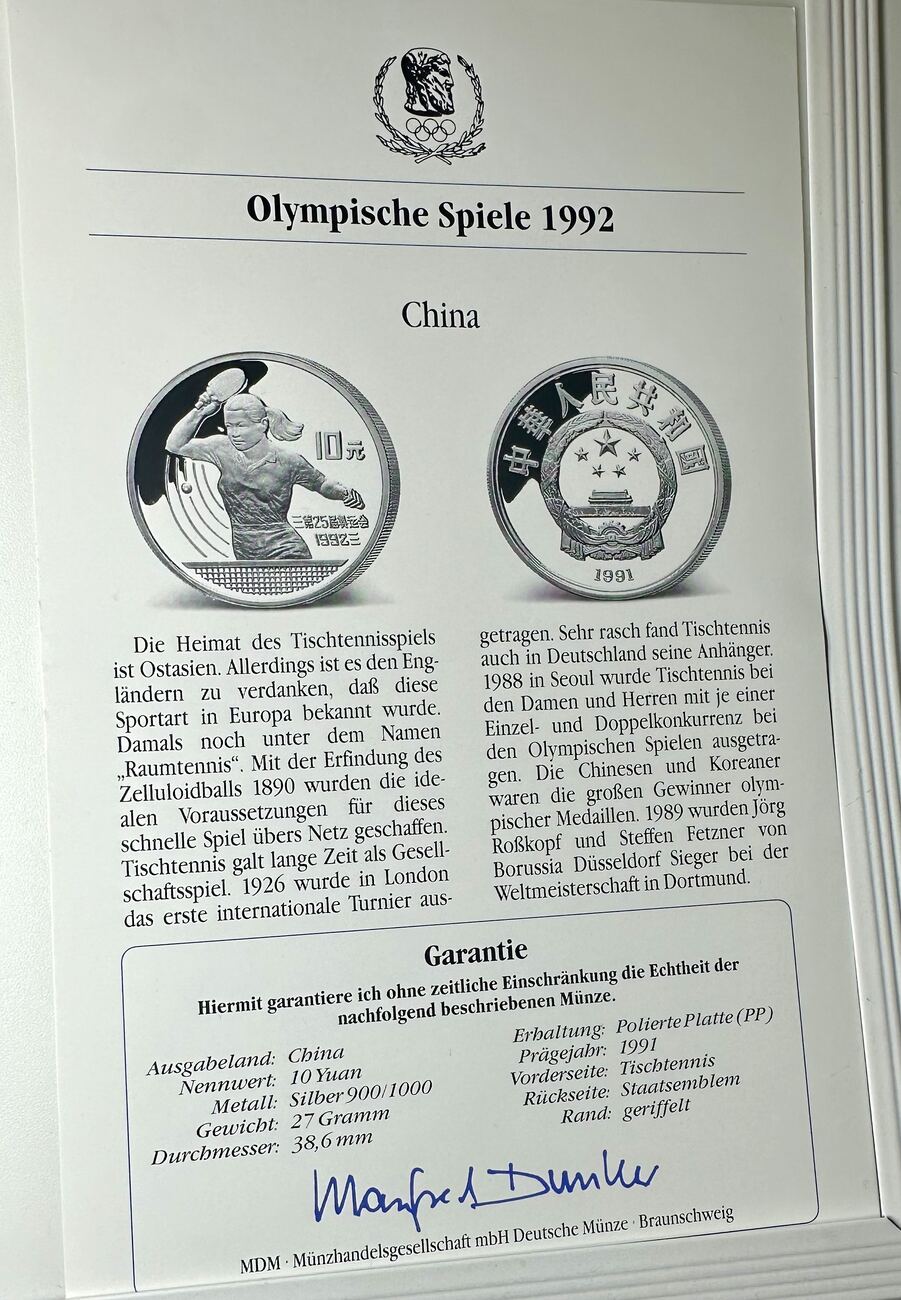 Olympische Spiele 1992
China
10元
第25届奥运会
1992
中华人民共和国
1991
Die Heimat des Tischtennisspiels
ist Ostasien. Allerdings ist es den Eng-
ländern zu verdanken, daß diese
Sportart in Europa bekannt wurde.
Damals noch unter dem Namen
„Raumtennis“. Mit der Erfindung des
Zelluloidballs 1890 wurden die ide-
alen Voraussetzungen für dieses
schnelle Spiel übers Netz geschaffen.
Tischtennis galt lange Zeit als Gesell-
schaftsspiel. 1926 wurde in London
das erste internationale Turnier aus-
getragen. Sehr rasch fand Tischtennis
auch in Deutschland seine Anhänger.
1988 in Seoul wurde Tischtennis bei
den Damen und Herren mit je einer
Einzel- und Doppelkonkurrenz bei
den Olympischen Spielen ausgetra-
gen. Die Chinesen und Koreaner
waren die großen Gewinner olym-
pischer Medaillen. 1989 wurden Jörg
Roßkopf und Steffen Fetzner von
Borussia Düsseldorf Sieger bei der
Weltmeisterschaft in Dortmund.
Garantie
Hiermit garantiere ich ohne zeitliche Einschränkung die Echtheit der
nachfolgend beschriebenen Münze.
Ausgabeland: China
Nennwert: 10 Yuan
Metall: Silber 900/1000
Gewicht: 27 Gramm
Durchmesser: 38,6 mm
Erhaltung: Polierte Platte (PP)
Prägejahr: 1991
Vorderseite: Tischtennis
Rückseite: Staatsemblem
Rand: geriffelt
Manfred Dunker
MDM · Münzhandelsgesellschaft mbH Deutsche Münze · Braunschweig